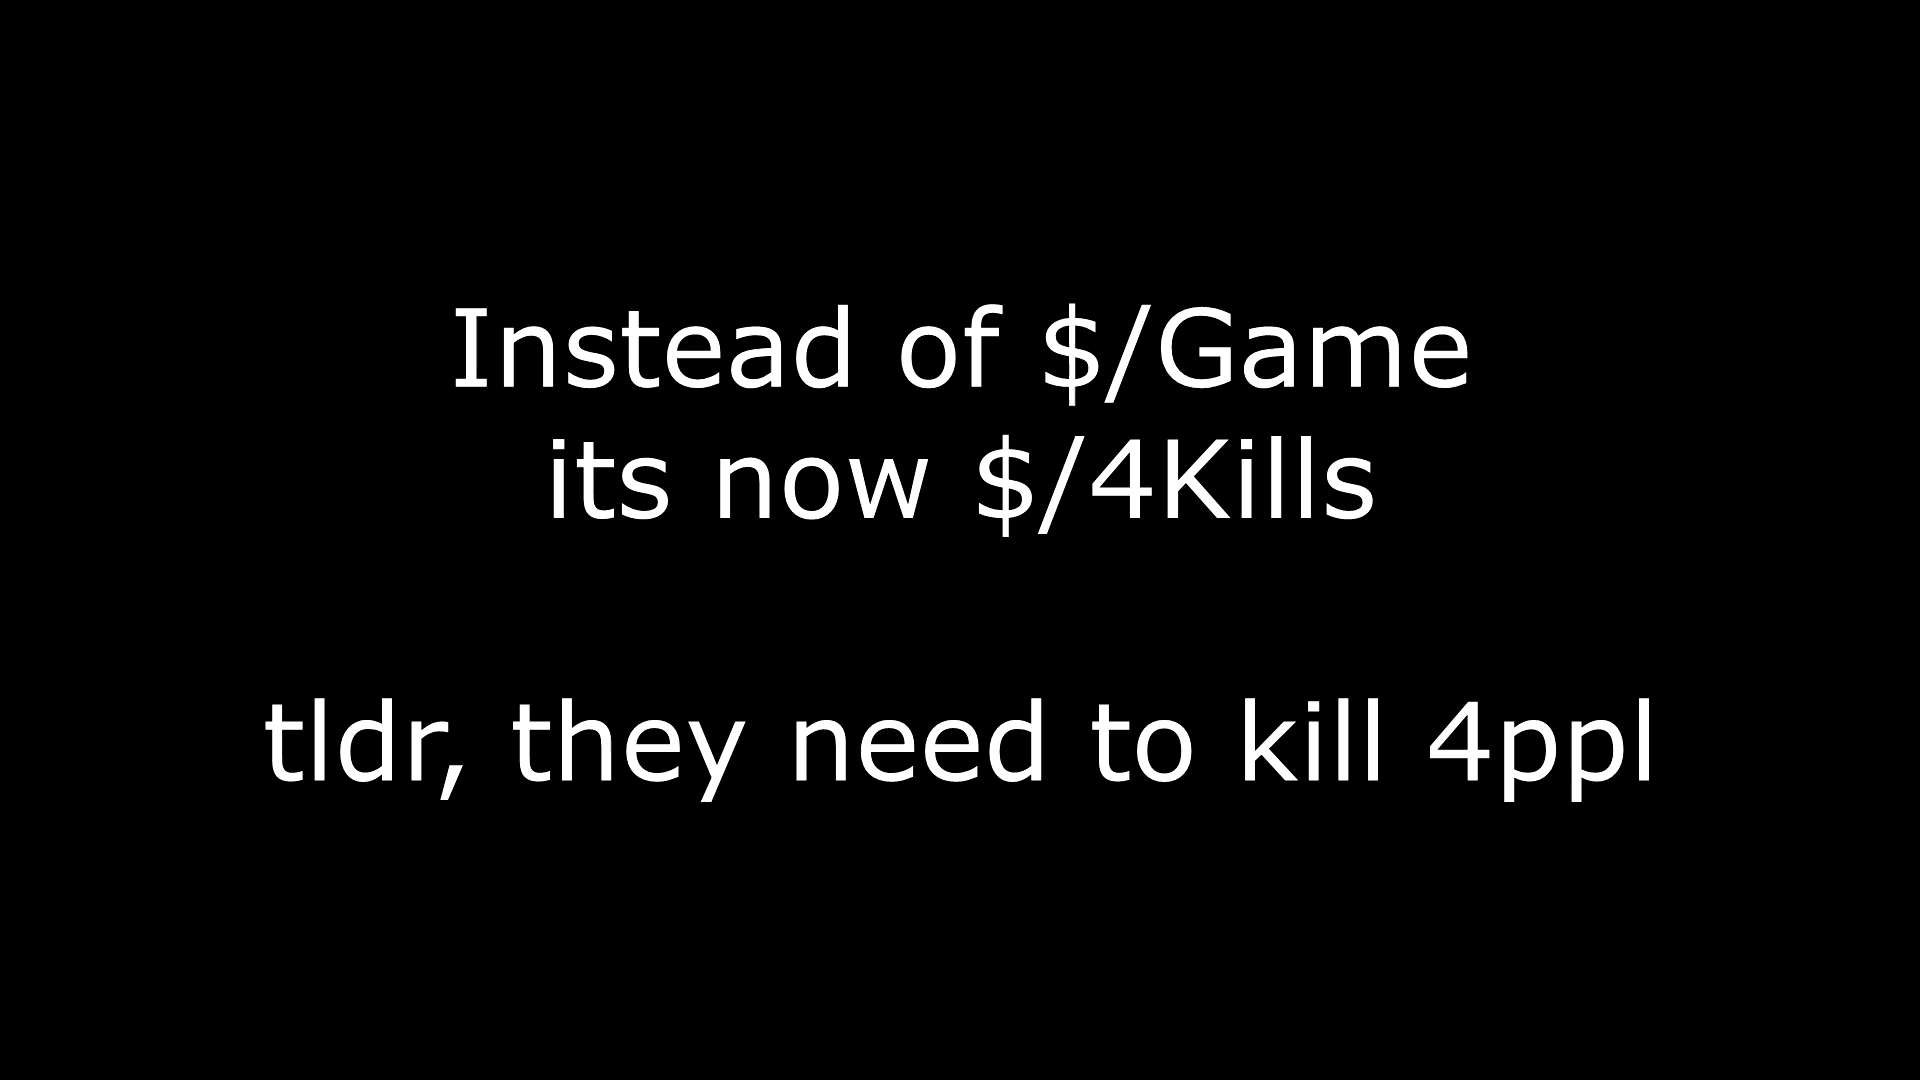 Instead of $/Game
its now $/4Kills
tldr, they need to kill 4ppl